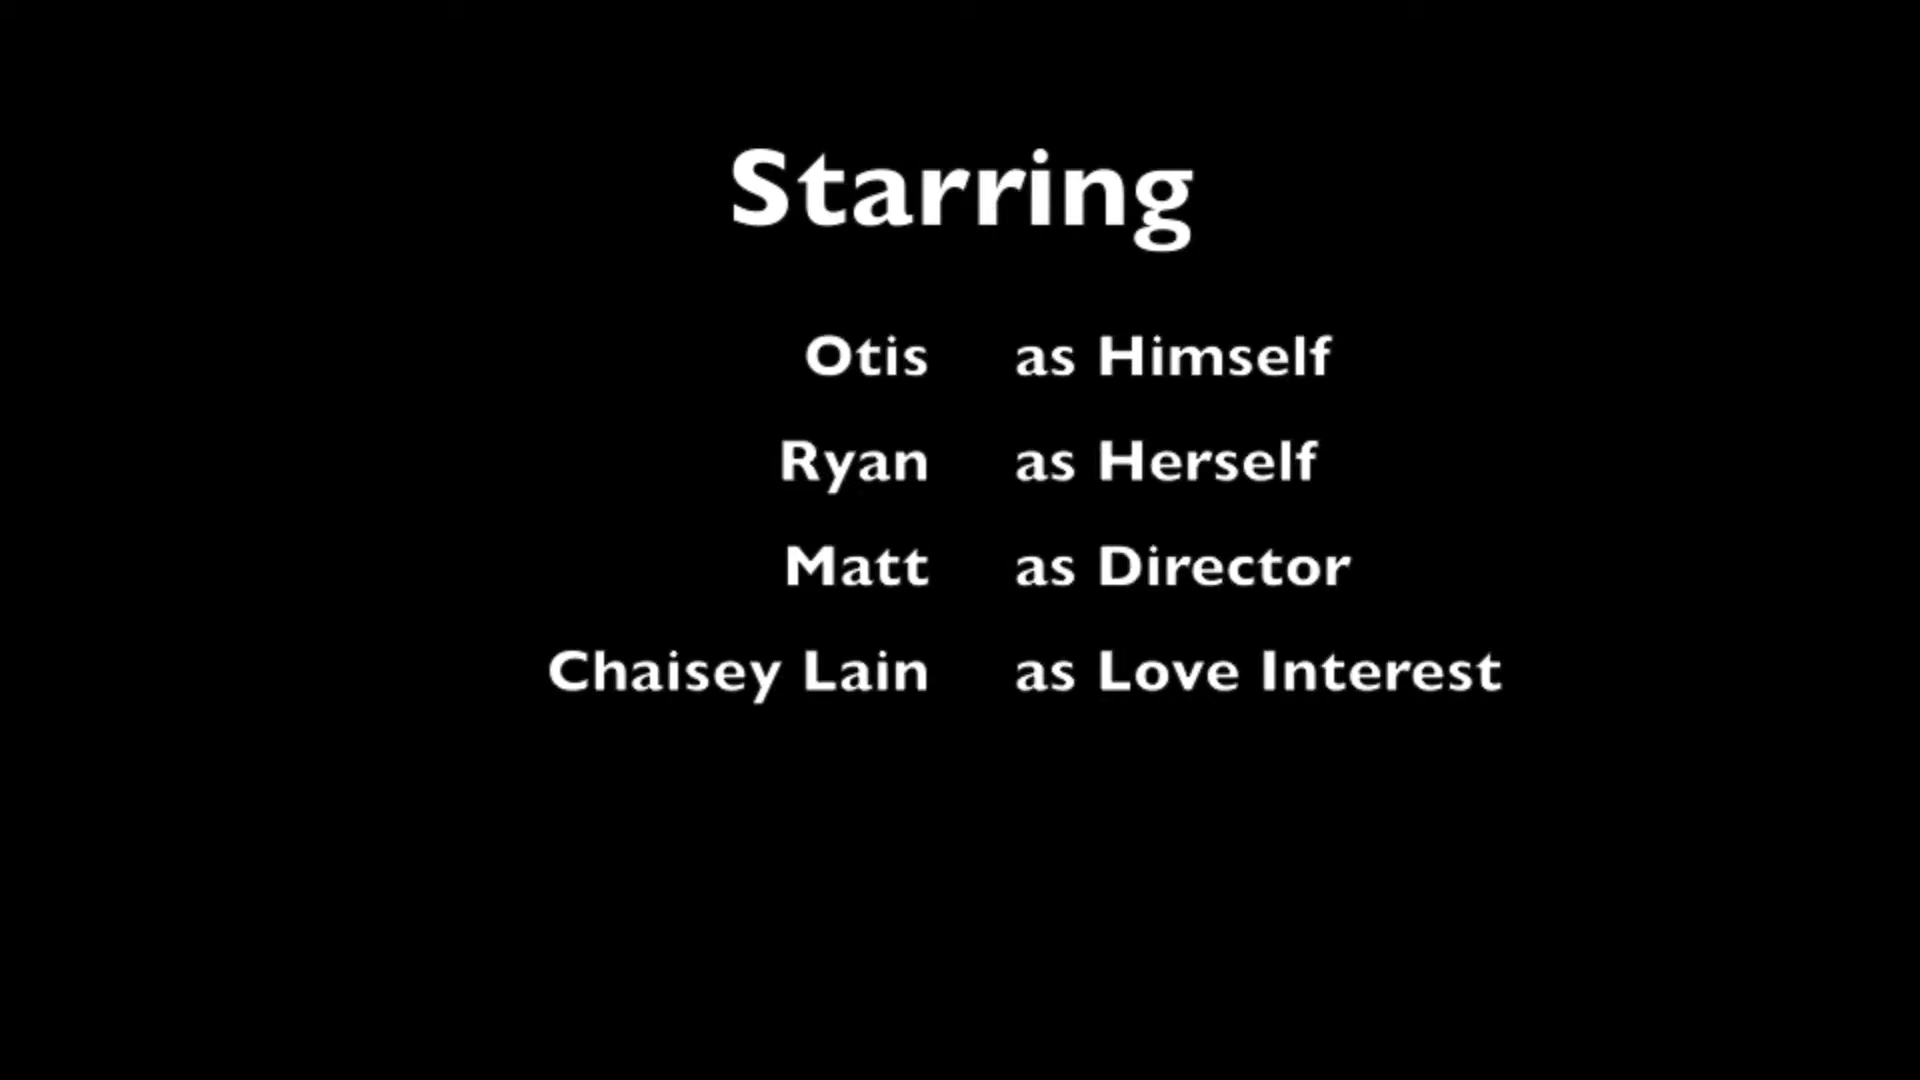 Starring
Otis as Himself
Ryan as Herself
Matt as Director
Chaisey Lain as Love Interest